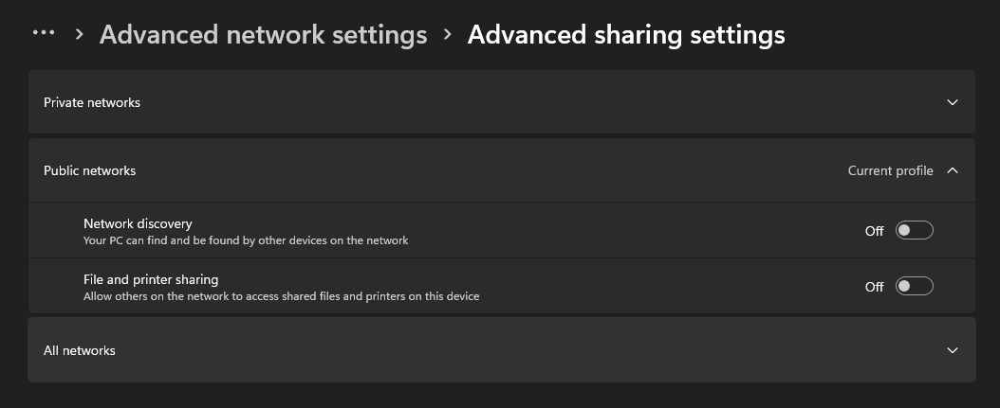 ... > Advanced network settings > Advanced sharing settings
Private networks
Public networks Current profile
Network discovery
Your PC can find and be found by other devices on the network
Off
File and printer sharing
Allow others on the network to access shared files and printers on this device
Off
All networks